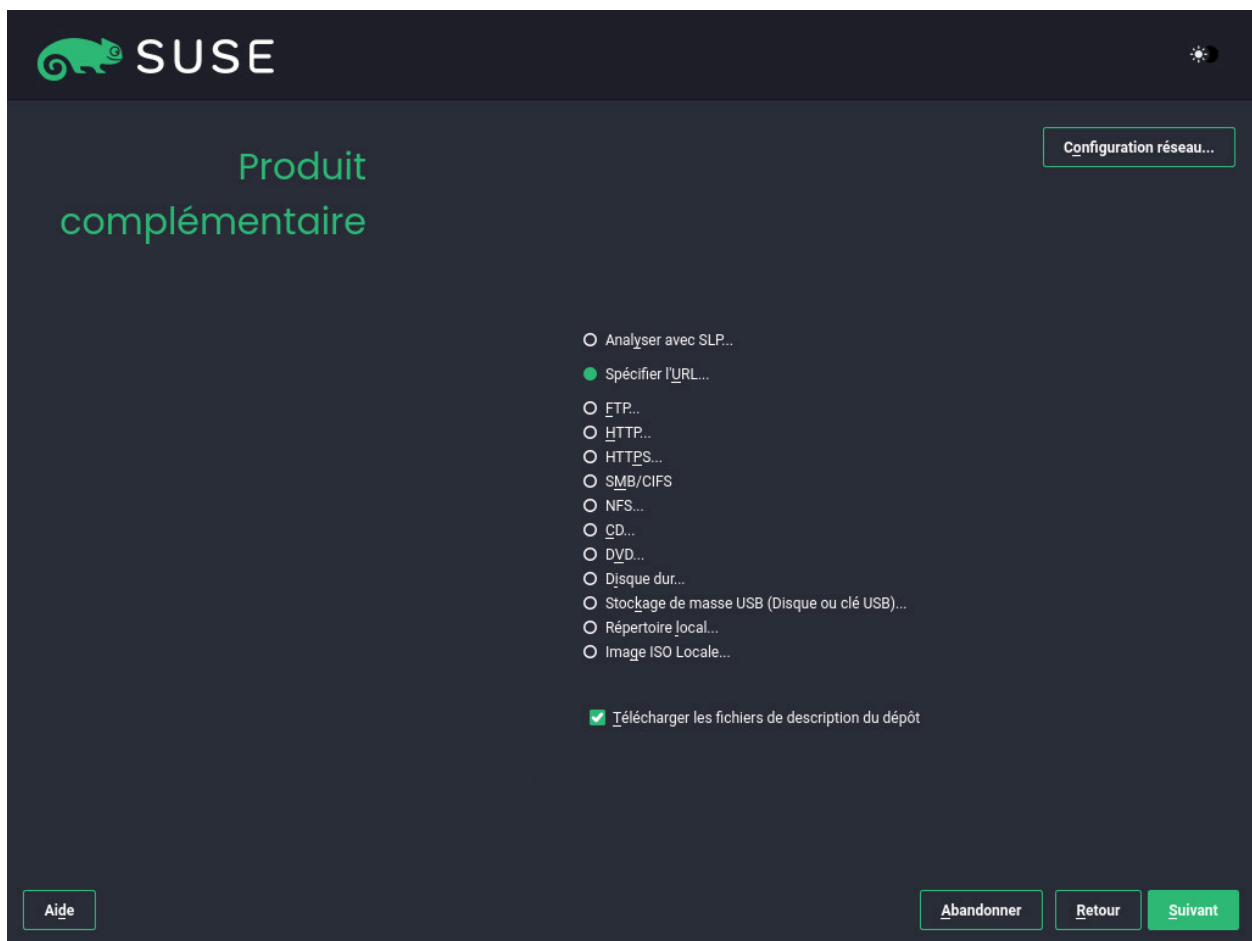 SUSE
Configuration réseau...
Produit
complémentaire
Analyser avec SLP...
Spécifier l'URL...
FTP...
HTTP...
HTTPS...
SMB/CIFS
NFS...
CD...
DVD...
Disque dur...
Stockage de masse USB (Disque ou clé USB)...
Répertoire local...
Image ISO Locale...
Télécharger les fichiers de description du dépôt
Aide
Abandonner
Retour
Suivant